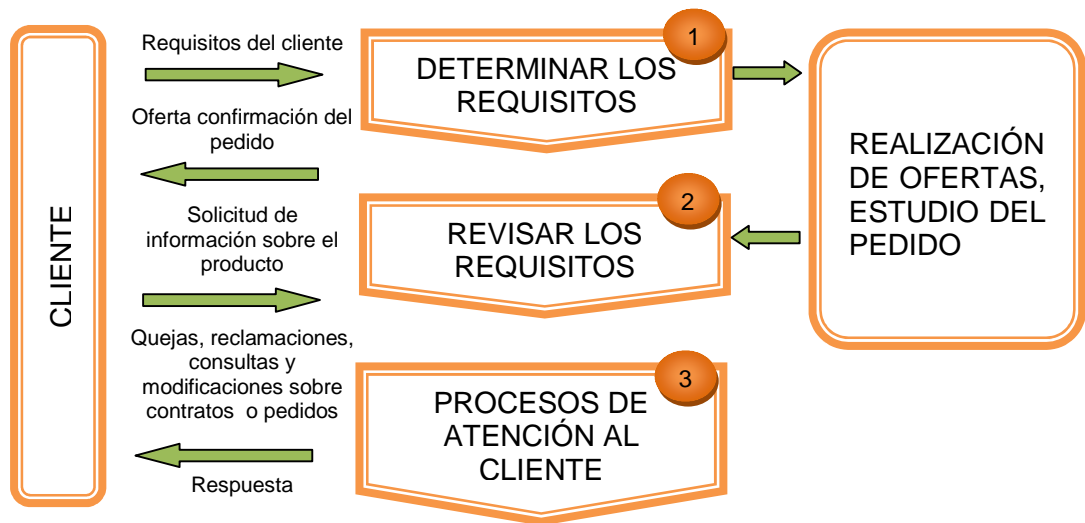 CLIENTE
Requisitos del cliente
Oferta confirmación del
pedido
Solicitud de
información sobre el
producto
Quejas, reclamaciones,
consultas y
modificaciones sobre
contratos o pedidos
Respuesta
1
DETERMINAR LOS
REQUISITOS
2
REVISAR LOS
REQUISITOS
3
PROCESOS DE
ATENCIÓN AL
CLIENTE
REALIZACIÓN
DE OFERTAS,
ESTUDIO DEL
PEDIDO